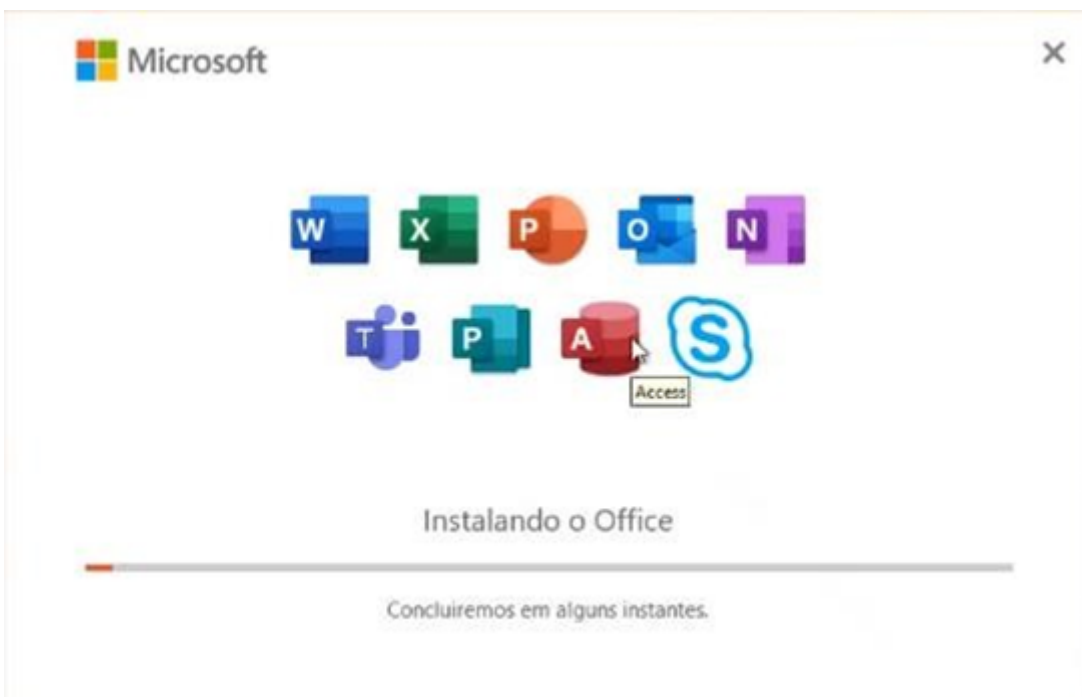 Microsoft
W X P O N
T P A S
Access
Instalando o Office
Concluiremos em alguns instantes.